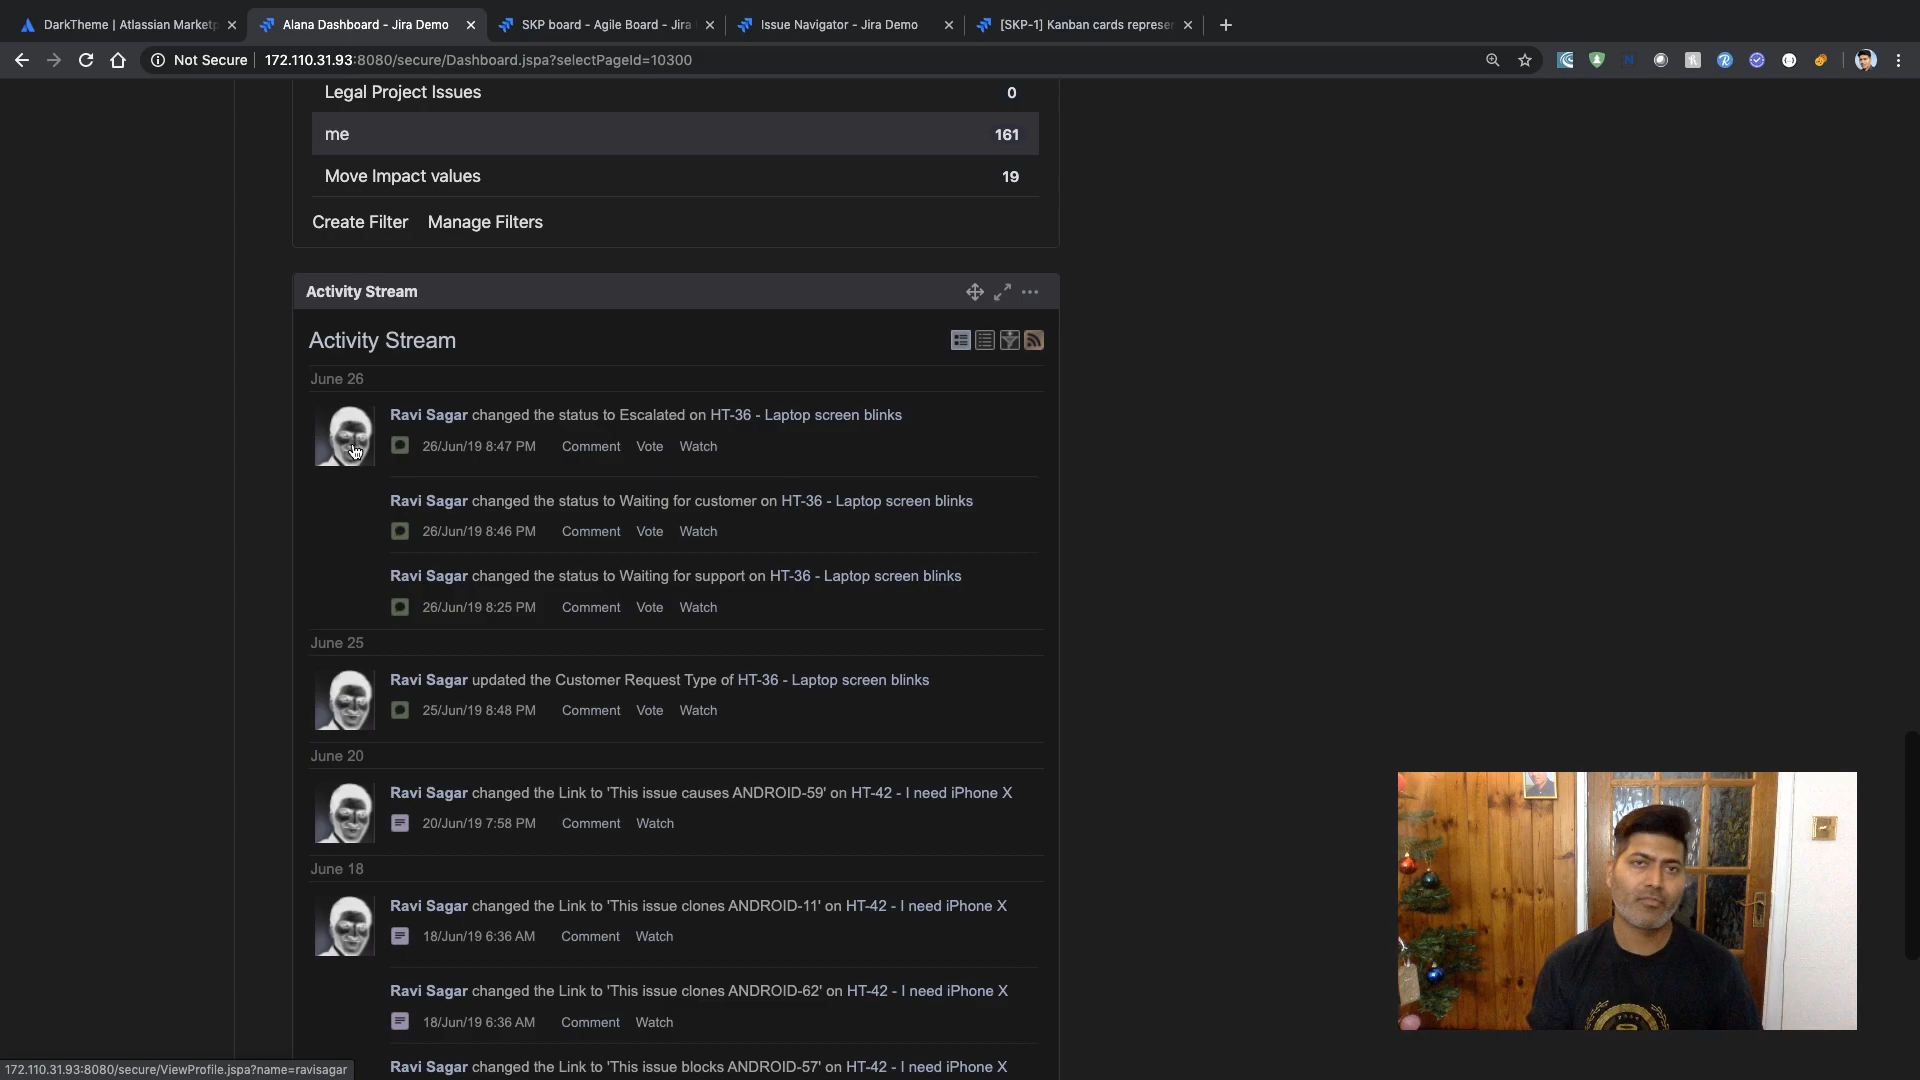 DarkTheme | Atlassian Marketp
Alana Dashboard - Jira Demo
SKP board - Agile Board - Jira
Issue Navigator - Jira Demo
[SKP-1] Kanban cards represe
Not Secure
172.110.31.93:8080/secure/Dashboard.jspa?selectPageId=10300
Legal Project Issues 0
me 161
Move Impact values 19
Create Filter Manage Filters
Activity Stream
Activity Stream
June 26
Ravi Sagar changed the status to Escalated on HT-36 - Laptop screen blinks
26/Jun/19 8:47 PM Comment Vote Watch
Ravi Sagar changed the status to Waiting for customer on HT-36 - Laptop screen blinks
26/Jun/19 8:46 PM Comment Vote Watch
Ravi Sagar changed the status to Waiting for support on HT-36 - Laptop screen blinks
26/Jun/19 8:25 PM Comment Vote Watch
June 25
Ravi Sagar updated the Customer Request Type of HT-36 - Laptop screen blinks
25/Jun/19 8:48 PM Comment Vote Watch
June 20
Ravi Sagar changed the Link to 'This issue causes ANDROID-59' on HT-42 - I need iPhone X
20/Jun/19 7:58 PM Comment Watch
June 18
Ravi Sagar changed the Link to 'This issue clones ANDROID-11' on HT-42 - I need iPhone X
18/Jun/19 6:36 AM Comment Watch
Ravi Sagar changed the Link to 'This issue clones ANDROID-62' on HT-42 - I need iPhone X
18/Jun/19 6:36 AM Comment Watch
Ravi Sagar changed the Link to 'This issue blocks ANDROID-57' on HT-42 - I need iPhone X
172.110.31.93:8080/secure/ViewProfile.jspa?name=ravisagar